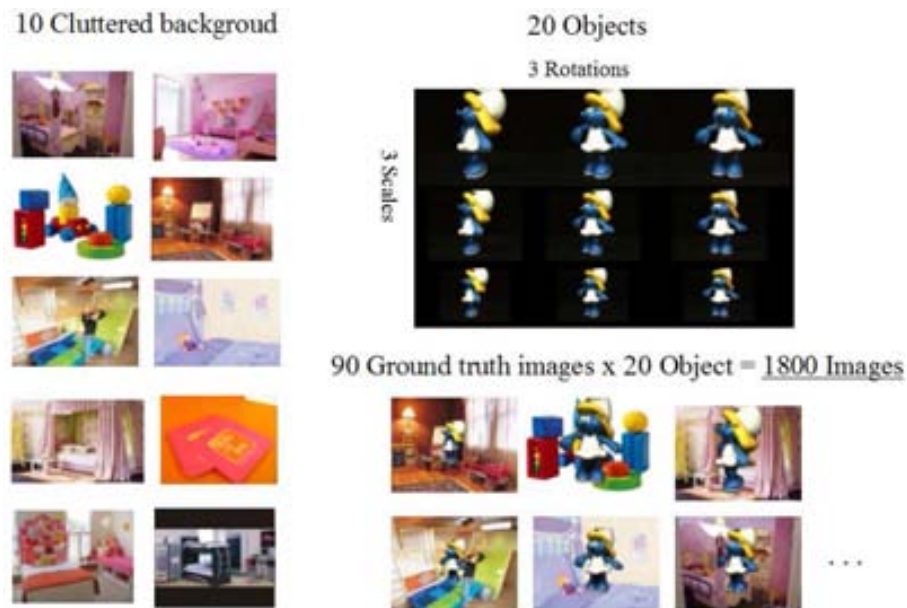 10 Cluttered backgroud
20 Objects
3 Rotations
3 Scales
90 Ground truth images x 20 Object = 1800 Images
. . .